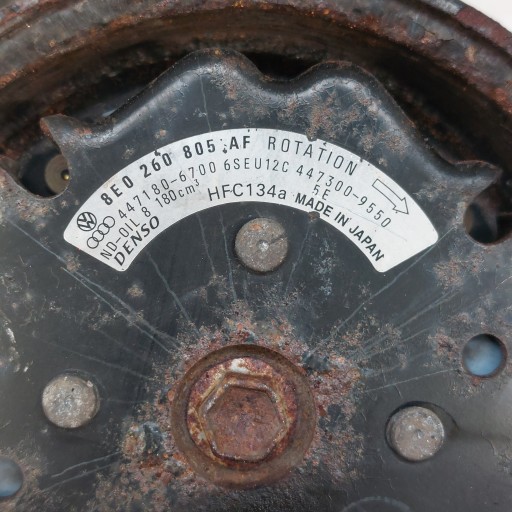 8E0 260 805 AF ROTATION
447180-6700 6SEU12C 447300-9550
ND-OIL 8 180cm³ HFC134a 5E
DENSO MADE IN JAPAN